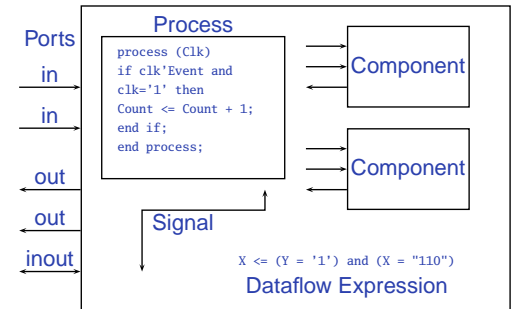 Ports
in
in
out
out
inout
Process
process (Clk)
if clk'Event and
clk='1' then
Count <= Count + 1;
end if;
end process;
Component
Component
Signal
X <= (Y = '1') and (X = "110")
Dataflow Expression